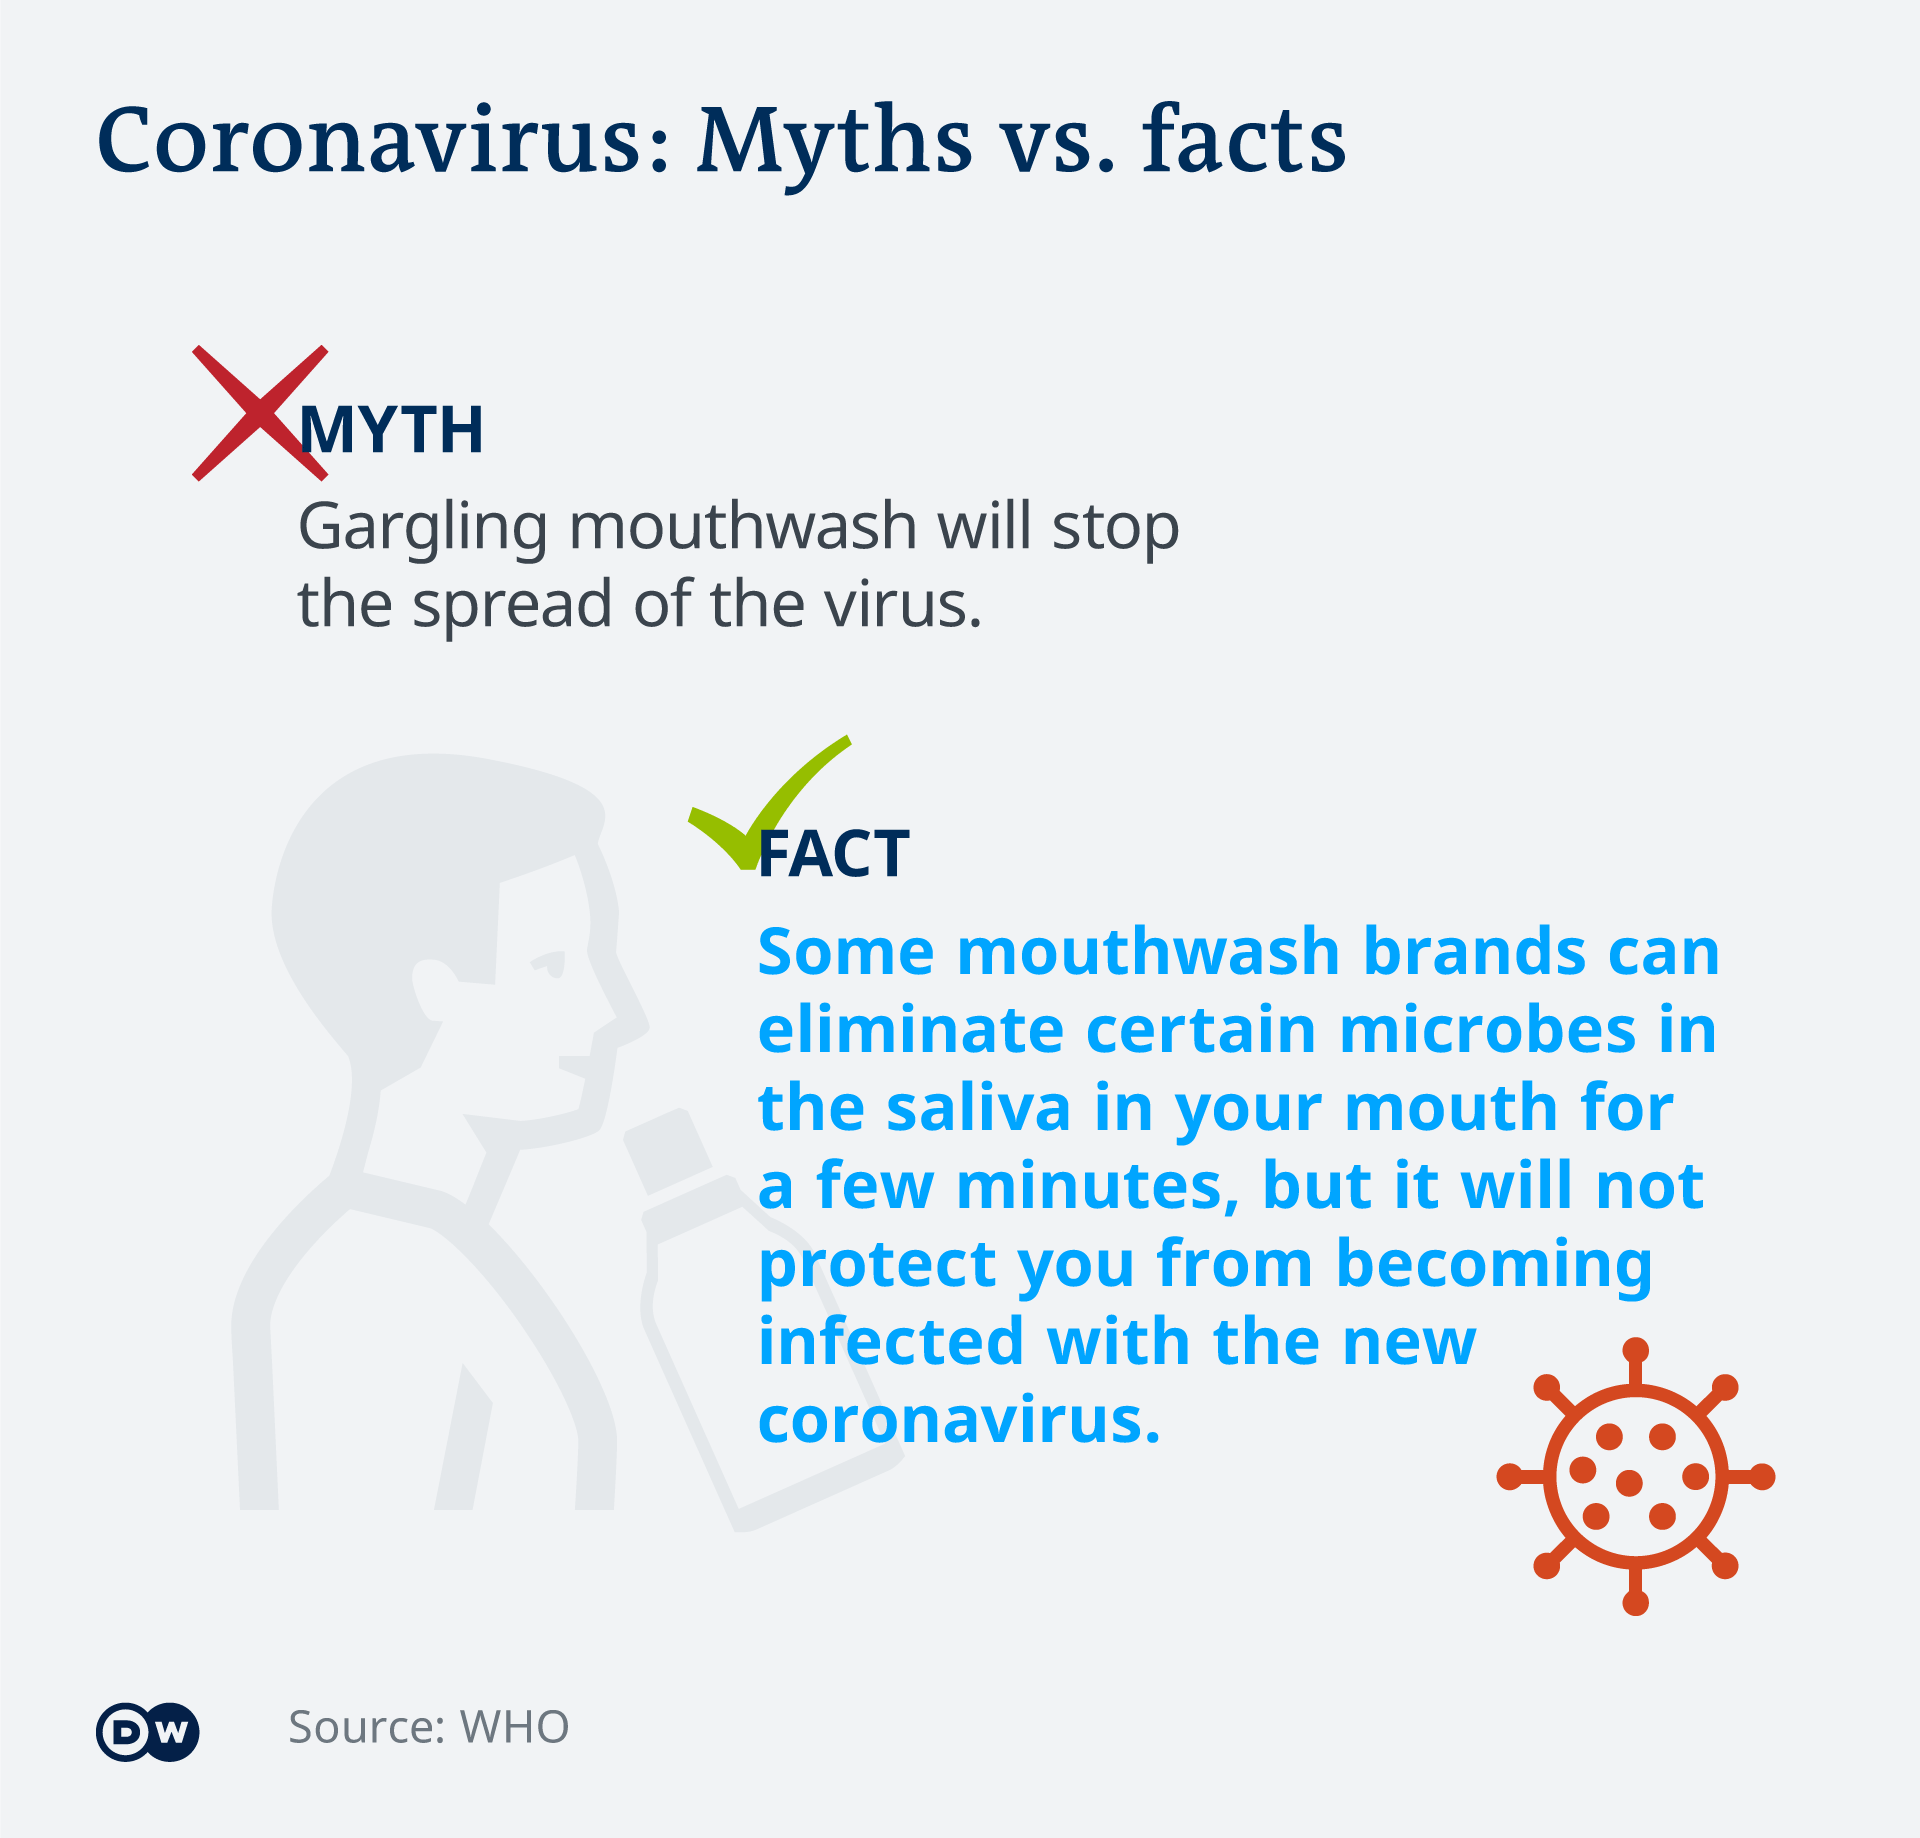 Coronavirus: Myths vs. facts
MYTH
Gargling mouthwash will stop
the spread of the virus.
FACT
Some mouthwash brands can
eliminate certain microbes in
the saliva in your mouth for
a few minutes, but it will not
protect you from becoming
infected with the new
coronavirus.
DW
Source: WHO